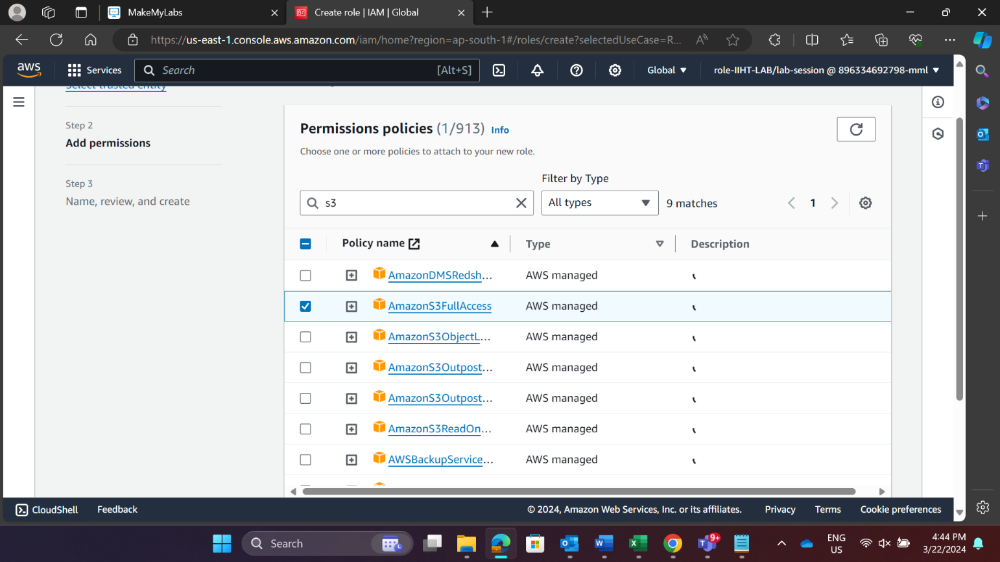 MakeMyLabs
Create role | IAM | Global
https://us-east-1.console.aws.amazon.com/iam/home?region=ap-south-1#/roles/create?selectedUseCase=R...
aws
Services
Search
[Alt+S]
Global
role-IIHT-LAB/lab-session @ 896334692798-mml
Select trusted entity
Step 2
Add permissions
Step 3
Name, review, and create
Permissions policies (1/913) Info
Choose one or more policies to attach to your new role.
Filter by Type
s3
All types
9 matches
1
Policy name
Type
Description
AmazonDMSRedsh...
AWS managed
AmazonS3FullAccess
AWS managed
AmazonS3ObjectL...
AWS managed
AmazonS3Outpost...
AWS managed
AmazonS3Outpost...
AWS managed
AmazonS3ReadOn...
AWS managed
AWSBackupService...
AWS managed
CloudShell
Feedback
© 2024, Amazon Web Services, Inc. or its affiliates.
Privacy
Terms
Cookie preferences
Search
9+
ENG
US
4:44 PM
3/22/2024